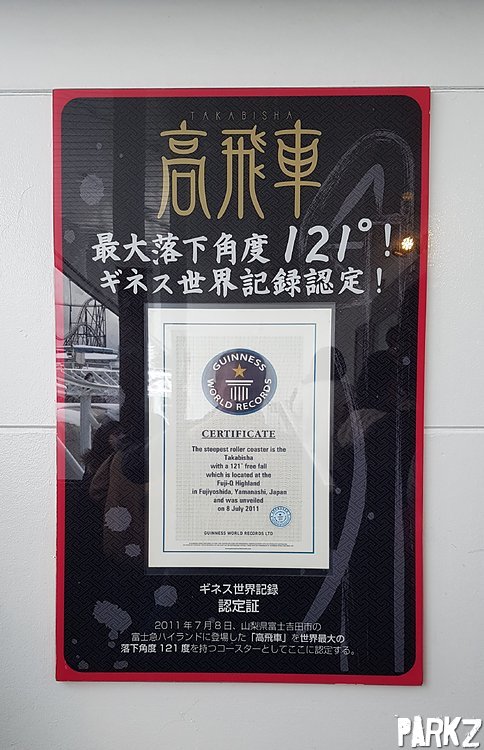 TAKABISHA
高飛車
最大落下角度121°!
ギネス世界記録認定!
GUINNESS
WORLD RECORDS
CERTIFICATE
The steepest roller coaster is the
Takabisha
with a 121° free fall
which is located at the
Fuji-Q Highland
in Fujiyoshida, Yamanashi, Japan
and was unveiled
on 8 July 2011
GUINNESS WORLD RECORDS LTD
ギネス世界記録
認定証
2011年7月8日、山梨県富士吉田市の
富士急ハイランドに登場した「高飛車」を世界最大の
落下角度121度を持つコースターとしてここに認定する。
PARKZ